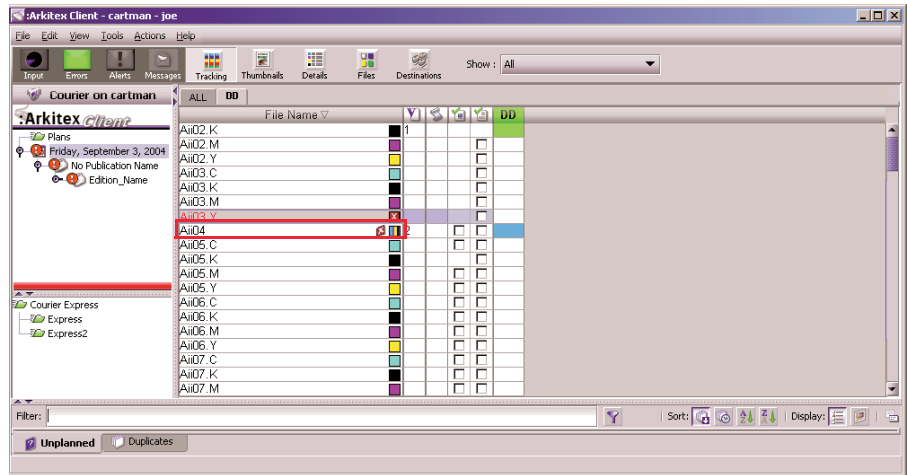 :Arkitex Client - cartman - joe
File Edit View Tools Actions Help
Input Errors Alerts Messages Tracking Thumbnails Details Files Destinations Show : All
Courier on cartman
ALL DD
:Arkitex Client
File Name DD
Plans
Friday, September 3, 2004
No Publication Name
Edition_Name
Aii02.K 1
Aii02.M
Aii02.Y
Aii03.C
Aii03.K
Aii03.M
Aii03.Y
Aii04 2
Aii05.C
Aii05.K
Aii05.M
Aii05.Y
Aii06.C
Aii06.K
Aii06.M
Aii06.Y
Aii07.C
Aii07.K
Aii07.M
Courier Express
Express
Express2
Filter: Sort: Display:
Unplanned Duplicates